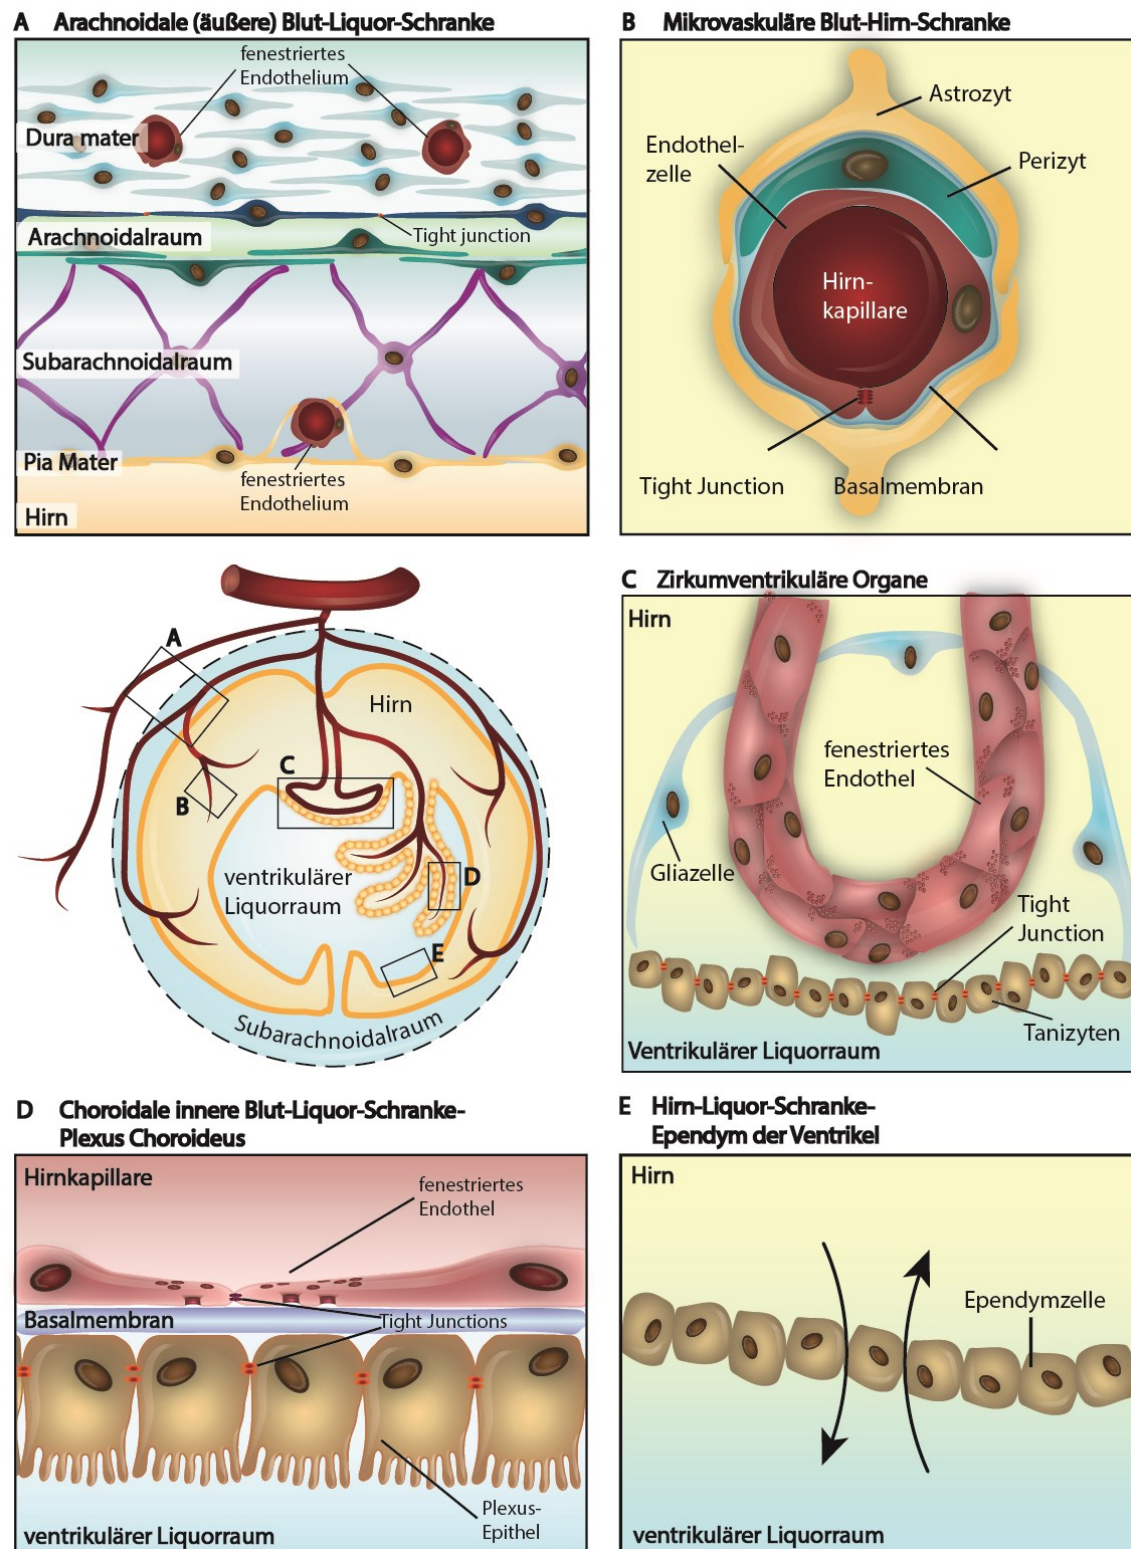 A Arachnoidale (äußere) Blut-Liquor-Schranke
fenestriertes
Endothelium
Dura mater
Arachnoidalraum
Tight junction
Subarachnoidalraum
Pia Mater
fenestriertes
Endothelium
Hirn
B Mikrovaskuläre Blut-Hirn-Schranke
Astrozyt
Endothel-
zelle
Perizyt
Hirn-
kapillare
Tight Junction
Basalmembran
A
Hirn
C
B
ventrikulärer
Liquorraum
D
E
Subarachnoidalraum
C Zirkumventrikuläre Organe
Hirn
fenestriertes
Endothel
Gliazelle
Tight
Junction
Tanizyten
Ventrikulärer Liquorraum
D Choroidale innere Blut-Liquor-Schranke-
Plexus Choroideus
Hirnkapillare
fenestriertes
Endothel
Basalmembran
Tight Junctions
Plexus-
Epithel
ventrikulärer Liquorraum
E Hirn-Liquor-Schranke-
Ependym der Ventrikel
Hirn
Ependymzelle
ventrikulärer Liquorraum